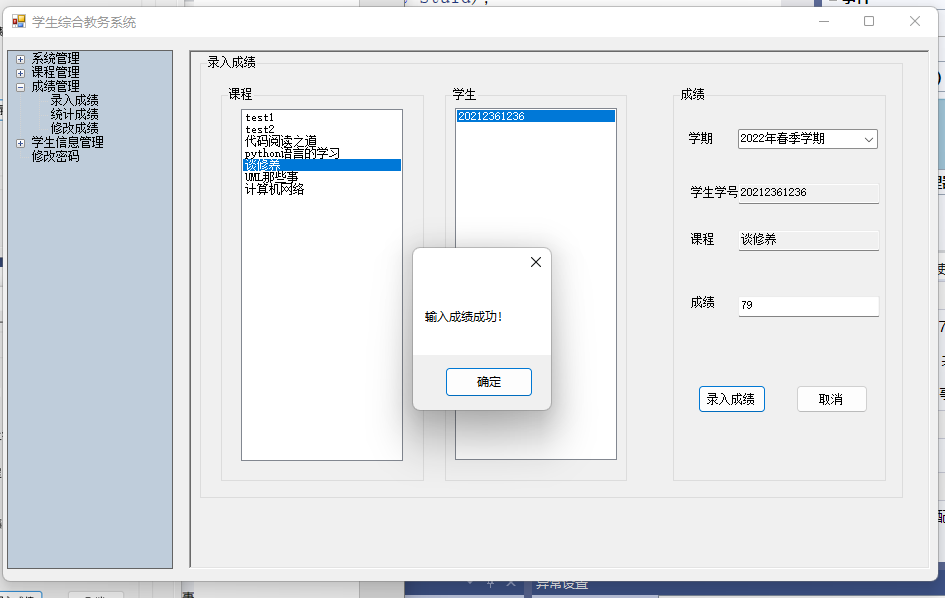 学生综合教务系统
系统管理
课程管理
成绩管理
录入成绩
统计成绩
修改成绩
学生信息管理
修改密码
录入成绩
课程
test1
test2
代码阅读之道
python语言的学习
谈修养
UML那些事
计算机网络
学生
20212361236
成绩
学期
2022年春季学期
学生学号
20212361236
课程
谈修养
成绩
79
录入成绩
取消
输入成绩成功!
确定
异常设置